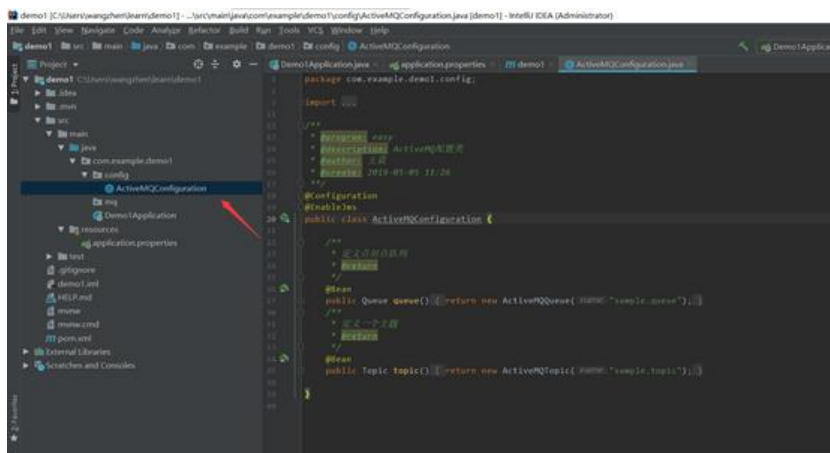 demo1 [C:\Users\wangzhen\learn\demo1] - ...\src\main\java\com\example\demo1\config\ActiveMQConfiguration.java [demo1] - IntelliJ IDEA (Administrator)
File Edit View Navigate Code Analyze Refactor Build Run Tools VCS Window Help
demo1 src main java com example demo1 config ActiveMQConfiguration Demo1Applica
Project Demo1Application.java application.properties demo1 ActiveMQConfiguration.java
demo1 C:\Users\wangzhen\learn\demo1
.idea
.mvn
src
main
java
com.example.demo1
config
ActiveMQConfiguration
mq
Demo1Application
resources
application.properties
test
.gitignore
demo1.iml
HELP.md
mvnw
mvnw.cmd
pom.xml
External Libraries
Scratches and Consoles
1: Project
2: Favorites
package com.example.demo1.config;
import ...
/**
* @program: easy
* @description: ActiveMQ配置类
* @author: 王
* @create: 2019-05-05 11:26
**/
@Configuration
@EnableJms
20 public class ActiveMQConfiguration {
/**
* 定义点对点队列
* @return
*/
@Bean
public Queue queue() { return new ActiveMQQueue( name: "sample.queue"); }
/**
* 定义一个主题
* @return
*/
@Bean
public Topic topic() { return new ActiveMQTopic( name: "sample.topic"); }
}